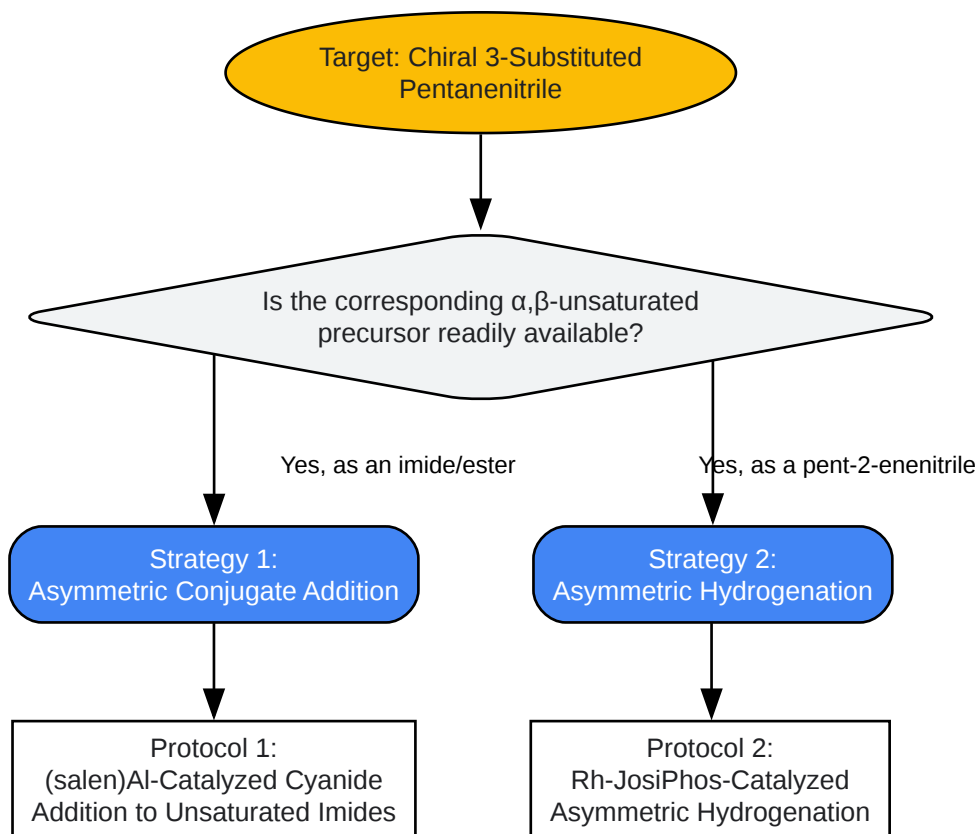 Target: Chiral 3-Substituted
Pentanenitrile
Is the corresponding α,β-unsaturated
precursor readily available?
Yes, as an imide/ester
Yes, as a pent-2-enenitrile
Strategy 1:
Asymmetric Conjugate Addition
Strategy 2:
Asymmetric Hydrogenation
Protocol 1:
(salen)Al-Catalyzed Cyanide
Addition to Unsaturated Imides
Protocol 2:
Rh-JosiPhos-Catalyzed
Asymmetric Hydrogenation